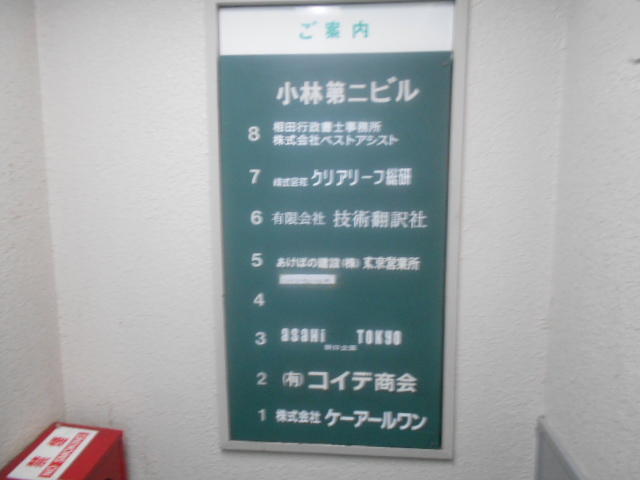 ご案内
小林第二ビル
8 相田行政書士事務所
株式会社ベストアシスト
7 株式会社 クリアリーフ総研
6 有限会社 技術翻訳社
5 あけぼの建設(株) 東京営業所
4
3 asaHi TOKYO
2 (有) コイデ商会
1 株式会社 ケーアールワン
禁煙
NO SMOKING